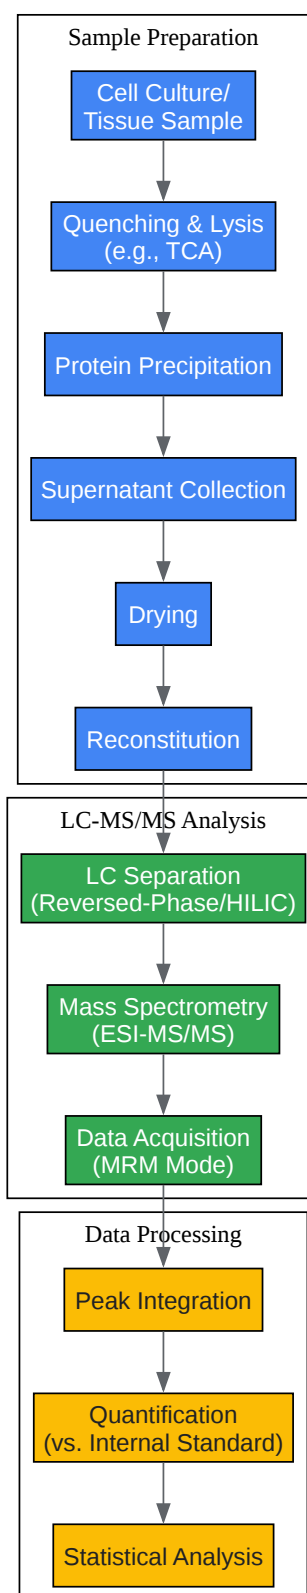 Sample Preparation
Cell Culture/
Tissue Sample
Quenching & Lysis
(e.g., TCA)
Protein Precipitation
Supernatant Collection
Drying
Reconstitution
LC-MS/MS Analysis
LC Separation
(Reversed-Phase/HILIC)
Mass Spectrometry
(ESI-MS/MS)
Data Acquisition
(MRM Mode)
Data Processing
Peak Integration
Quantification
(vs. Internal Standard)
Statistical Analysis